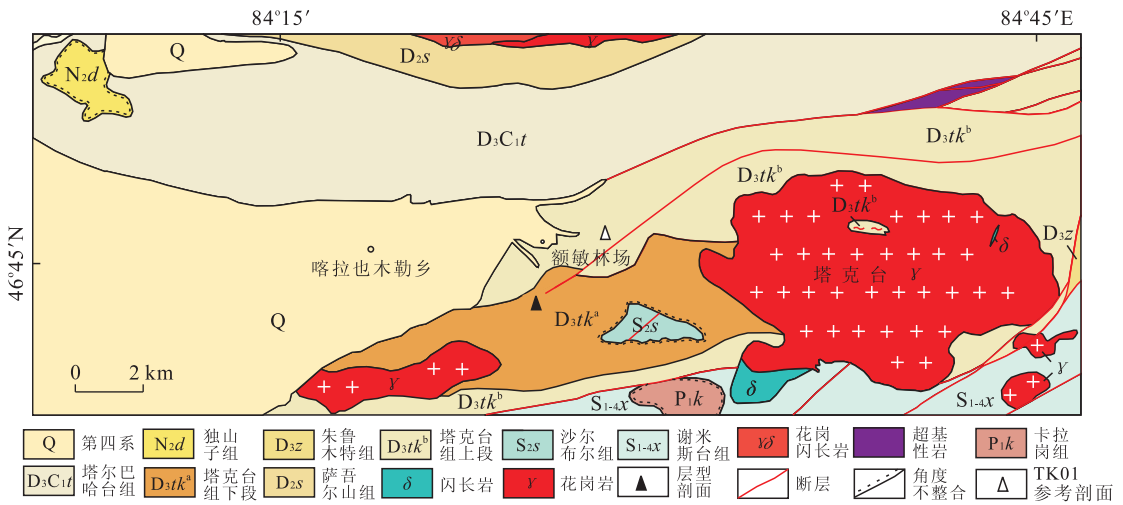 84°15′
84°45′E
46°45′N
Q
N₂d
γδ
γ
D₂s
D₃C₁t
D₃tkᵇ
D₃tkᵇ
D₃tkᵇ
δ
D₃z
喀拉也木勒乡
额敏林场
塔克台 γ
Q
D₃tkᵃ
S₂s
0 2 km
γ
D₃tkᵇ
S₁₋₄x
P₁k
δ
γ
S₁₋₄x
Q 第四系
N₂d 独山子组
D₃z 朱鲁木特组
D₃tkᵇ 塔克台组上段
S₂s 沙尔布尔组
S₁₋₄x 谢米斯台组
γδ 花岗闪长岩
超基性岩
P₁k 卡拉岗组
D₃C₁t 塔尔巴哈台组
D₃tkᵃ 塔克台组下段
D₂s 萨吾尔山组
δ 闪长岩
γ 花岗岩
层型剖面
断层
角度不整合
TK01参考剖面